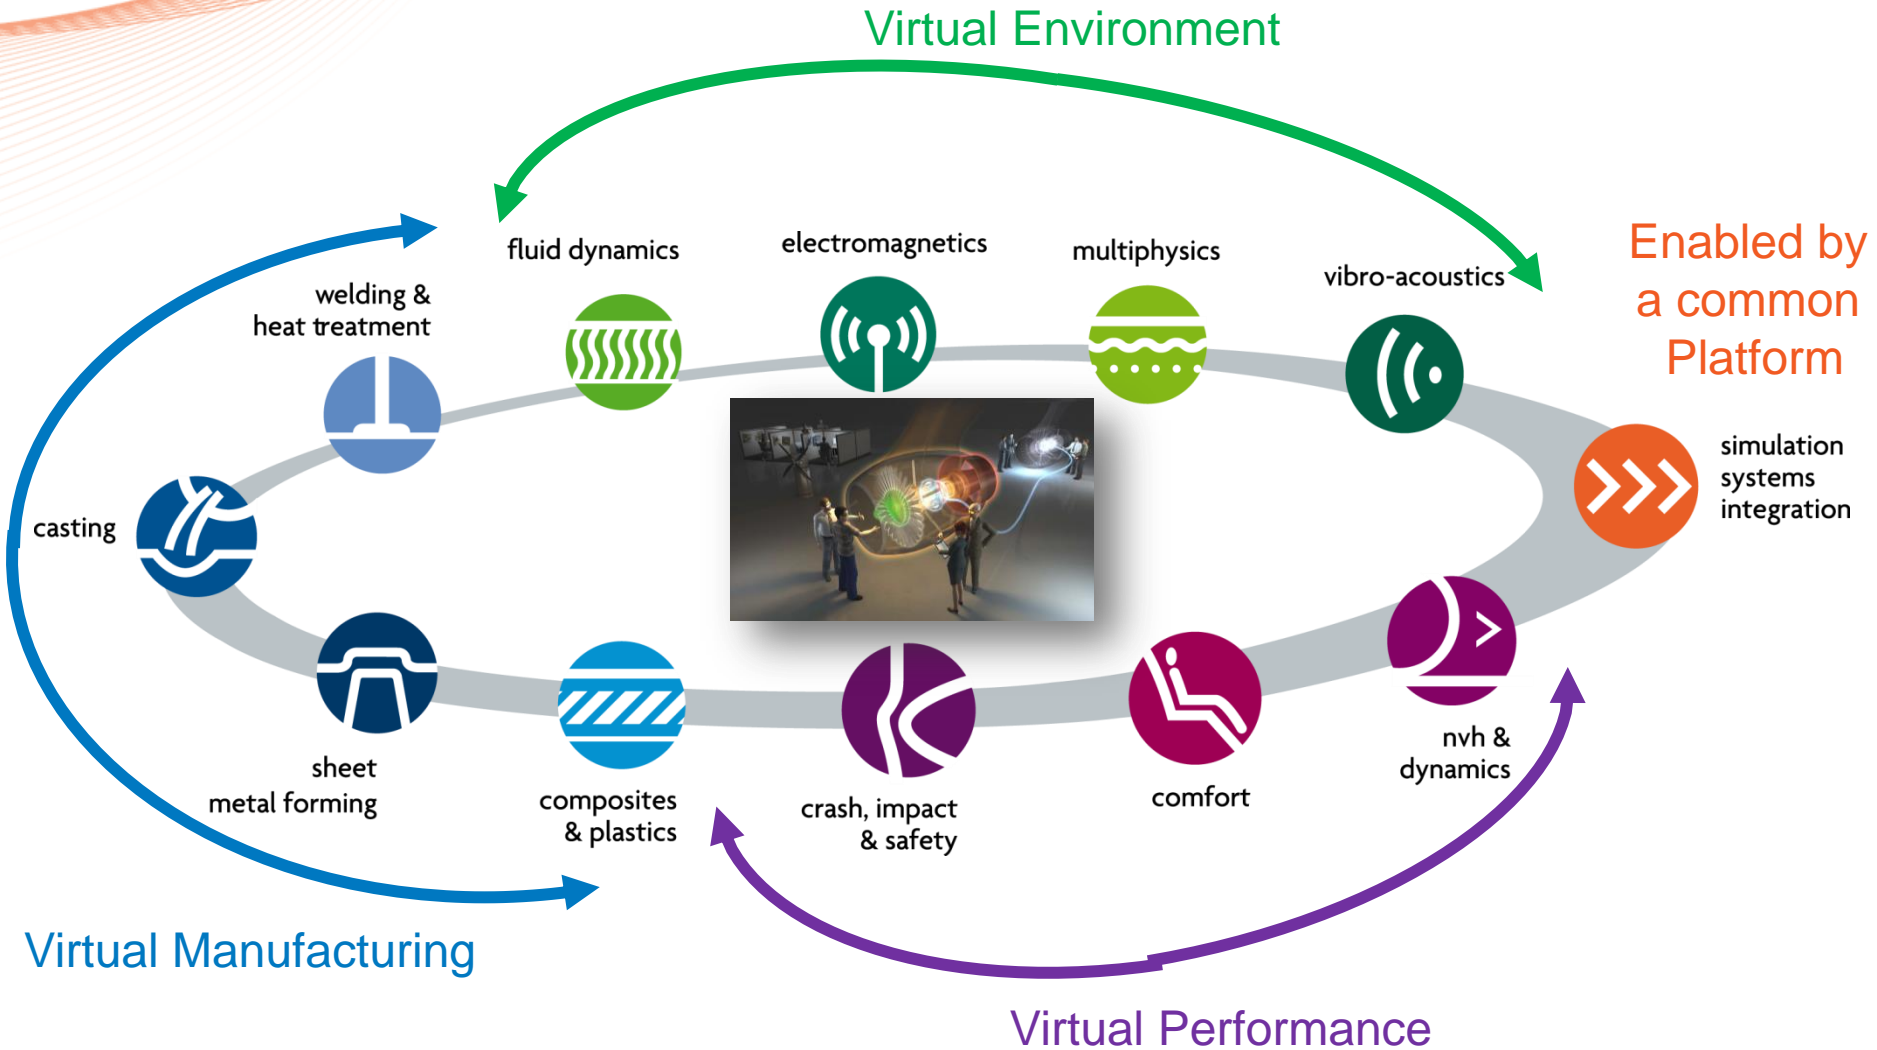 Virtual Environment
fluid dynamics
electromagnetics
multiphysics
vibro-acoustics
Enabled by
a common
Platform
welding &
heat treatment
simulation
systems
integration
casting
sheet
metal forming
composites
& plastics
crash, impact
& safety
comfort
nvh &
dynamics
Virtual Manufacturing
Virtual Performance